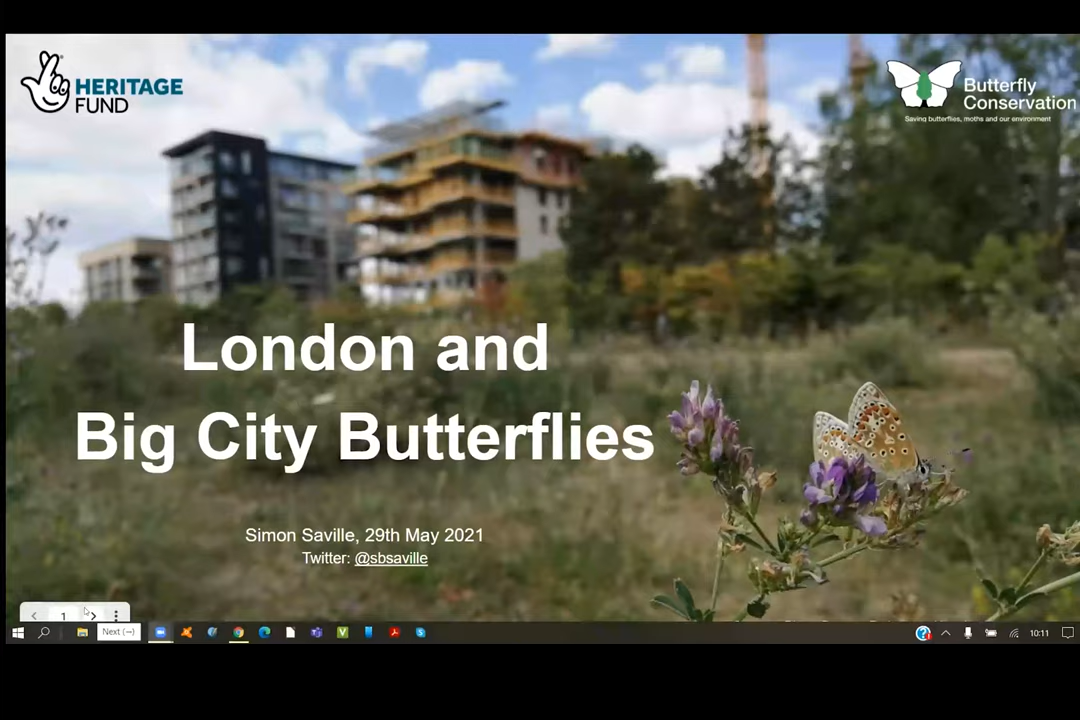 HERITAGE
FUND
Butterfly
Conservation
Saving butterflies, moths and our environment
London and
Big City Butterflies
Simon Saville, 29th May 2021
Twitter: @sbsaville
1
Next (→)
10:11